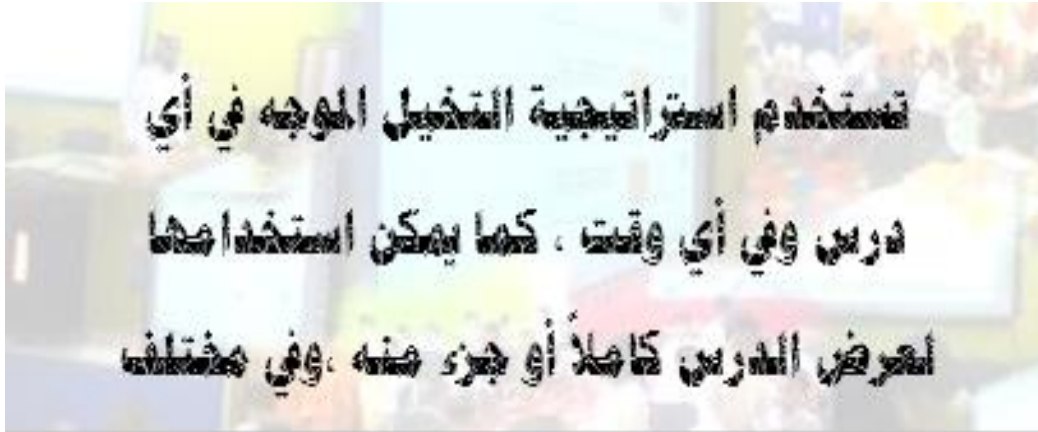 تستخدم استراتيجية التخيل الموجه في أي
درس وفي أي وقت ، كما يمكن استخدامها
لعرض الدرس كاملاً أو جزء منه ،وفي مختلف